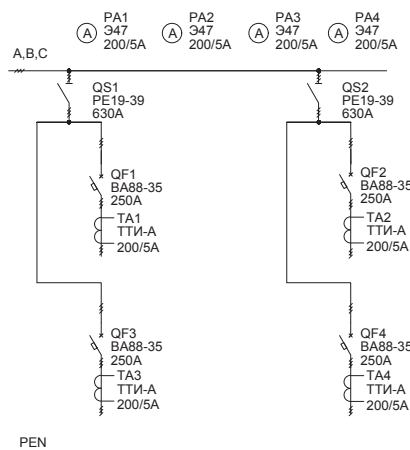 PA1
Э47
200/5A
PA2
Э47
200/5A
PA3
Э47
200/5A
PA4
Э47
200/5A
A
A
A
A
A,B,C
QS1
PE19-39
630A
QS2
PE19-39
630A
QF1
BA88-35
250A
TA1
ТТИ-А
200/5A
QF2
BA88-35
250A
TA2
ТТИ-А
200/5A
QF3
BA88-35
250A
TA3
ТТИ-А
200/5A
QF4
BA88-35
250A
TA4
ТТИ-А
200/5A
PEN